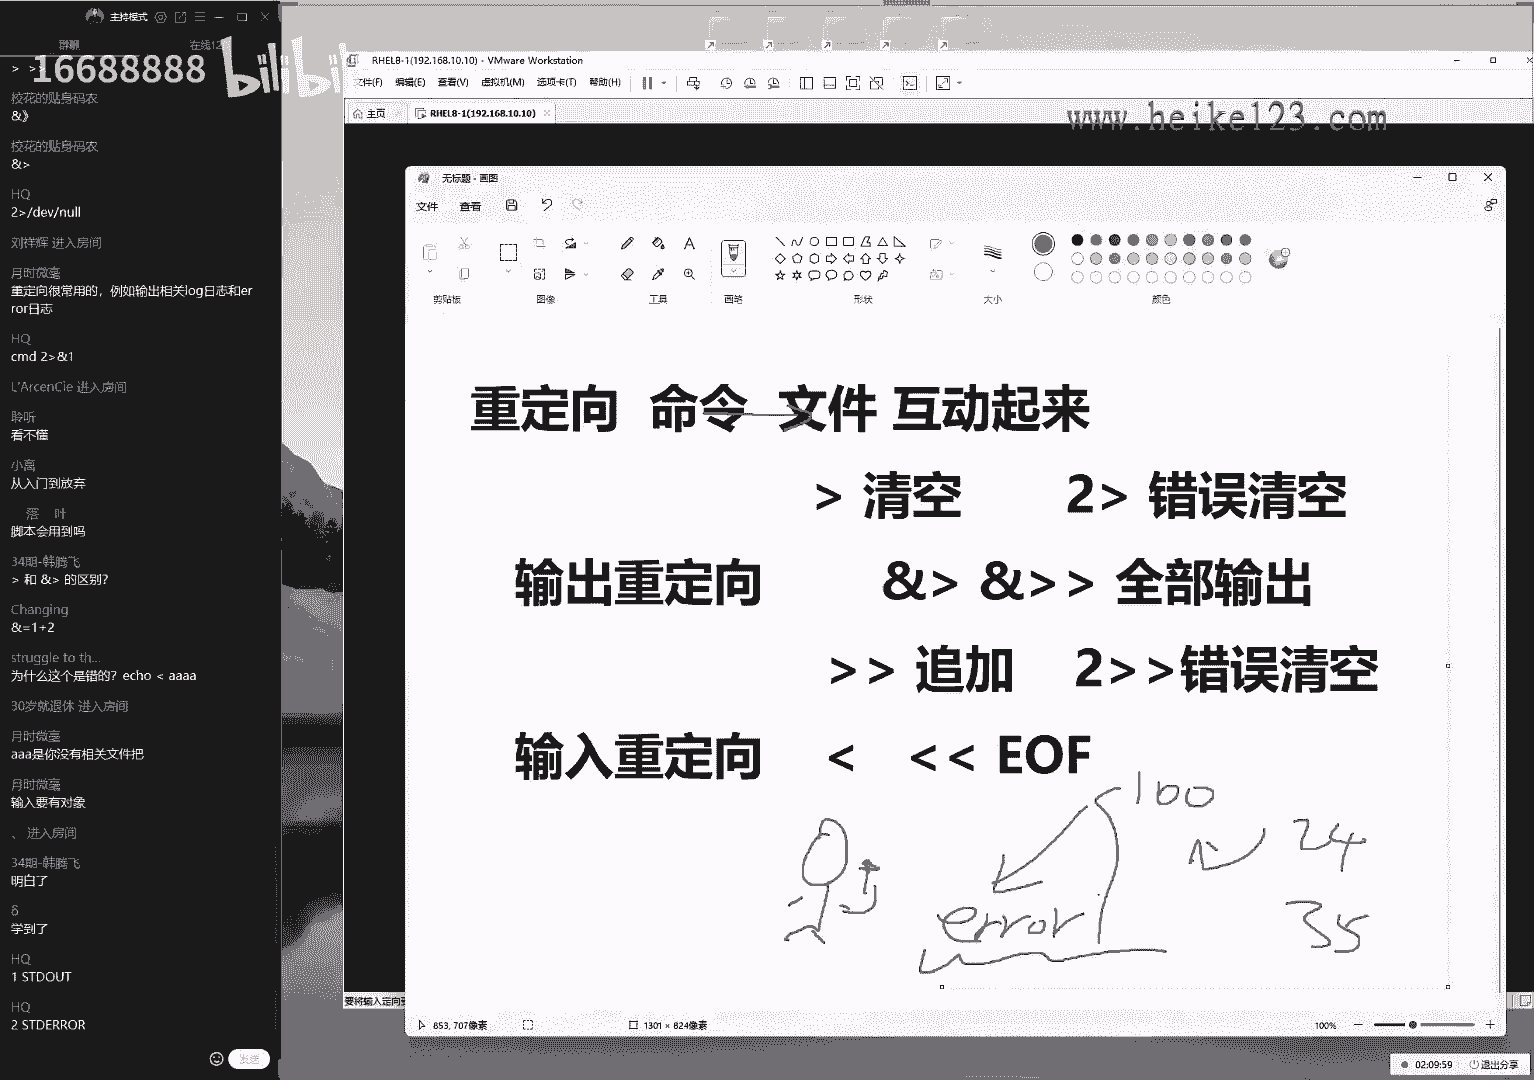 主持模式
群聊
在线12
> >
16688888 bilibili
校花的贴身码农
&》
校花的贴身码农
&>
HQ
2>/dev/null
刘祥辉 进入房间
月时微毫
重定向很常用的，例如输出相关log日志和er
ror日志
HQ
cmd 2>&1
L'ArcenCie 进入房间
聆听
看不懂
小离
从入门到放弃
落 叶
脚本会用到吗
34期-韩腾飞
> 和 &> 的区别?
Changing
&=1+2
struggle to th...
为什么这个是错的？echo < aaaa
30岁就退休 进入房间
月时微毫
aaa是你没有相关文件把
月时微毫
输入要有对象
、 进入房间
34期-韩腾飞
明白了
δ
学到了
HQ
1 STDOUT
HQ
2 STDERROR
发送
RHEL8-1(192.168.10.10) - VMware Workstation
文件(F) 编辑(E) 查看(V) 虚拟机(M) 选项卡(T) 帮助(H)
主页 RHEL8-1(192.168.10.10)
www.heike123.com
无标题 - 画图
文件 查看
剪贴板 图像 工具 画笔 形状 大小 颜色
重定向 命令 文件 互动起来
> 清空 2> 错误清空
输出重定向 &> &>> 全部输出
>> 追加 2>>错误清空
输入重定向 < << EOF
100
24
error
35
要将输入定向到
853, 707像素 1301 × 824像素 100%
02:09:59 退出分享